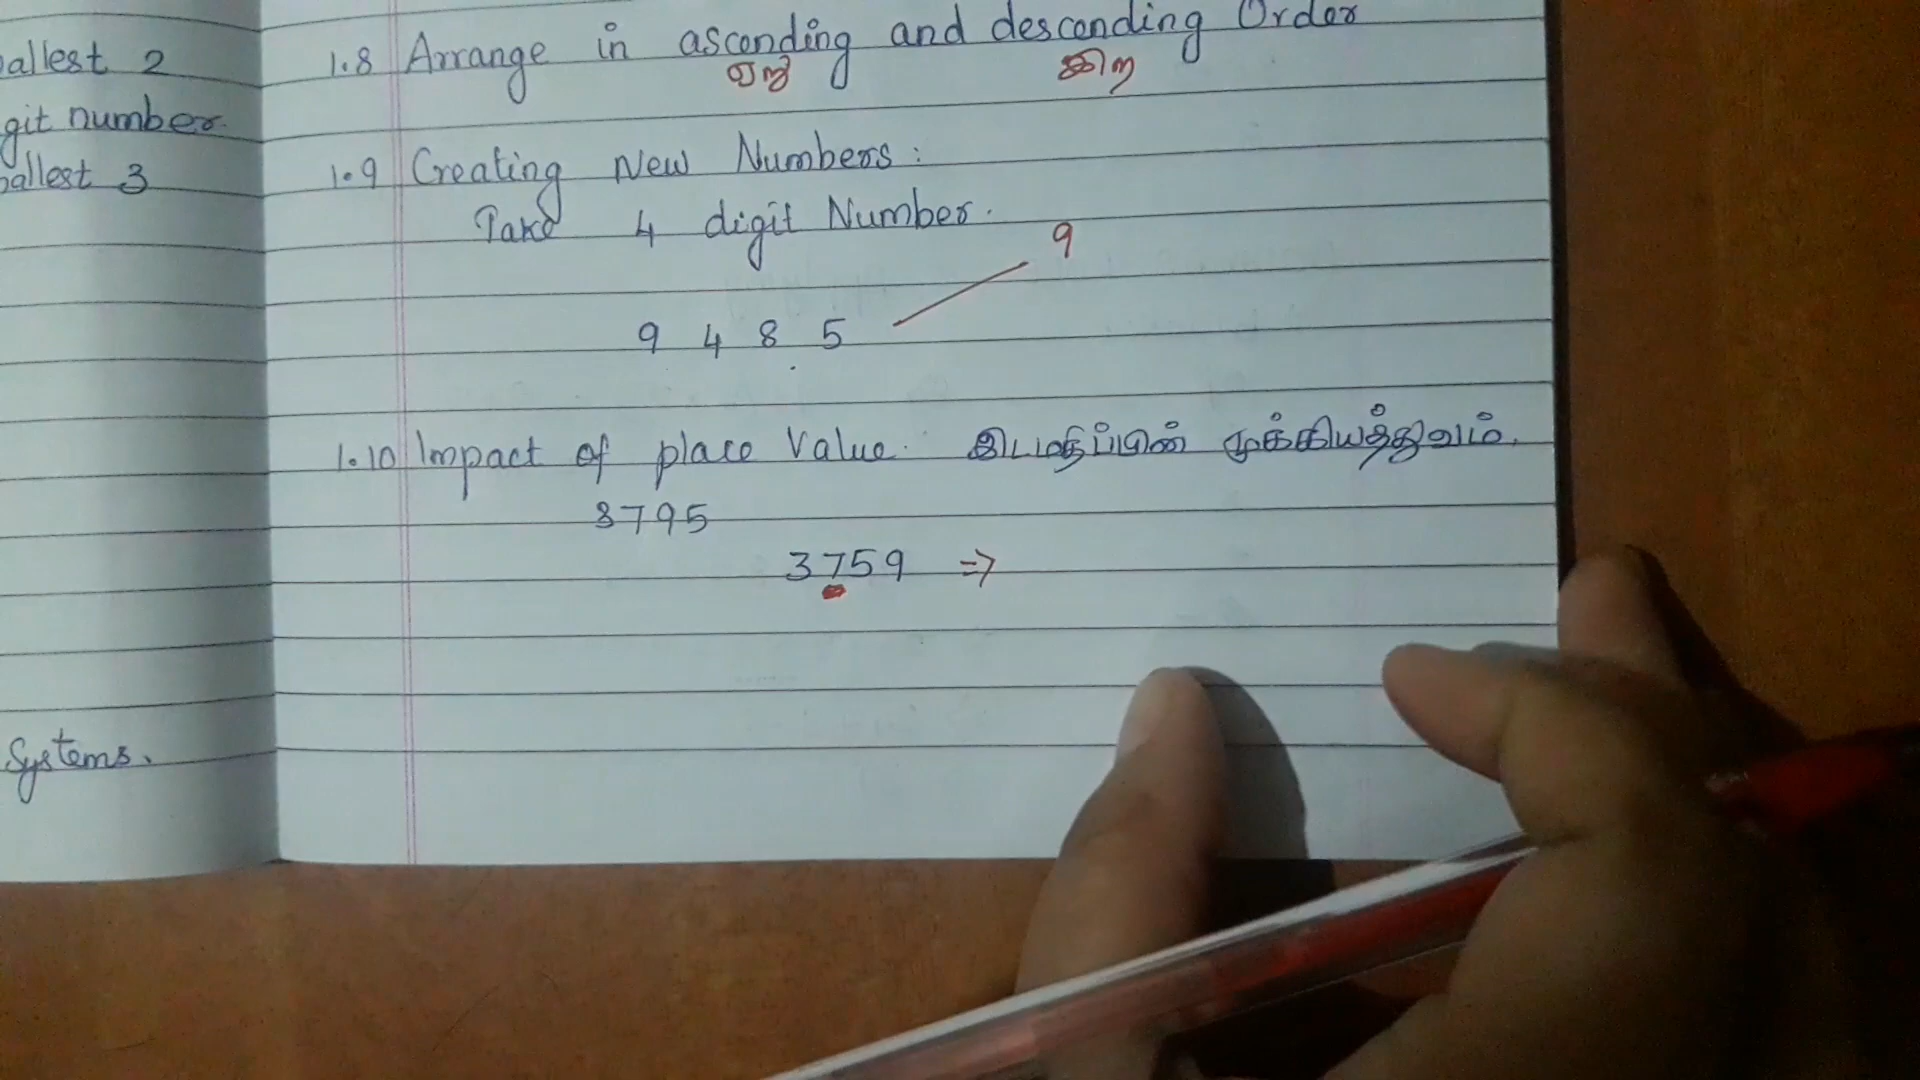 allest 2
git number.
allest 3
Systems.
1.8 Arrange in ascending and descending Order
ஏறு இறங்கு
1.9 Creating New Numbers:
Take 4 digit Number.
9
9 4 8 5
1.10 Impact of place Value. இடமதிப்பின் முக்கியத்துவம்.
3795
3759 =>